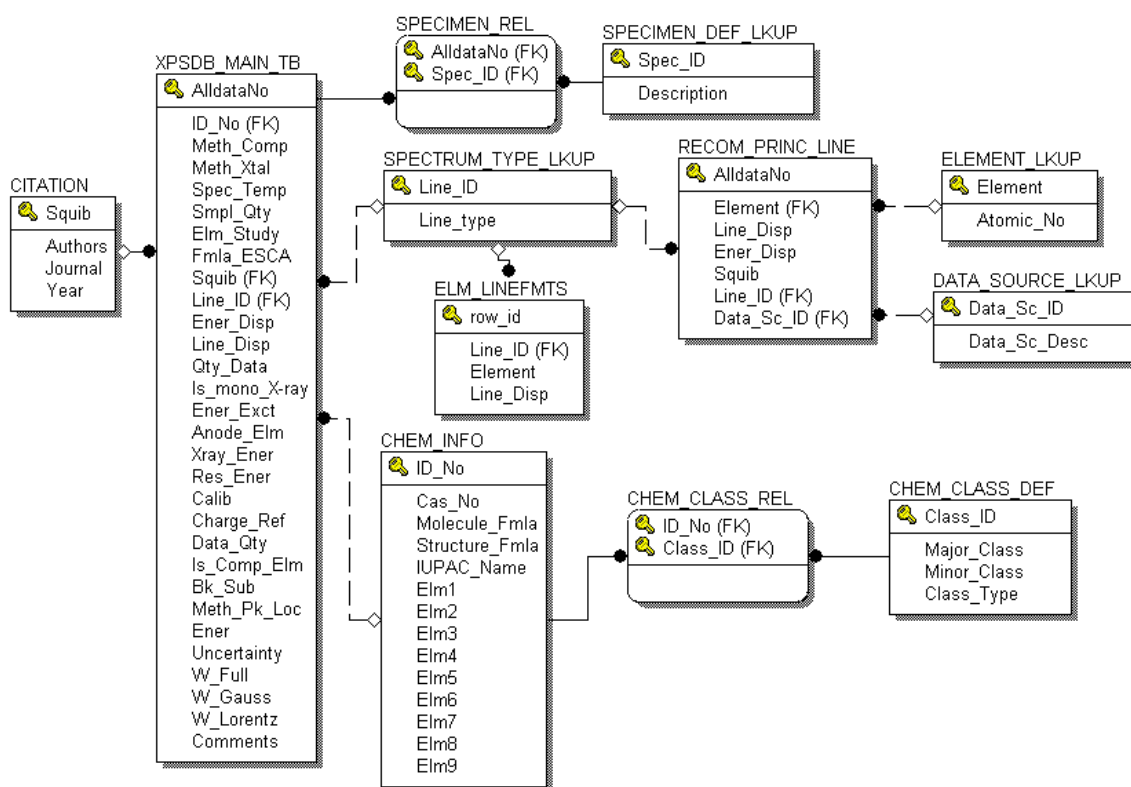 SPECIMEN_REL
AlldataNo (FK)
Spec_ID (FK)
SPECIMEN_DEF_LKUP
Spec_ID
Description
XPSDB_MAIN_TB
AlldataNo
ID_No (FK)
Meth_Comp
Meth_Xtal
Spec_Temp
Smpl_Qty
Elm_Study
Fmla_ESCA
Squib (FK)
Line_ID (FK)
Ener_Disp
Line_Disp
Qty_Data
Is_mono_X-ray
Ener_Exct
Anode_Elm
Xray_Ener
Res_Ener
Calib
Charge_Ref
Data_Qty
Is_Comp_Elm
Bk_Sub
Meth_Pk_Loc
Ener
Uncertainty
W_Full
W_Gauss
W_Lorentz
Comments
CITATION
Squib
Authors
Journal
Year
SPECTRUM_TYPE_LKUP
Line_ID
Line_type
RECOM_PRINC_LINE
AlldataNo
Element (FK)
Line_Disp
Ener_Disp
Squib
Line_ID (FK)
Data_Sc_ID (FK)
ELEMENT_LKUP
Element
Atomic_No
DATA_SOURCE_LKUP
Data_Sc_ID
Data_Sc_Desc
ELM_LINEFMTS
row_id
Line_ID (FK)
Element
Line_Disp
CHEM_INFO
ID_No
Cas_No
Molecule_Fmla
Structure_Fmla
IUPAC_Name
Elm1
Elm2
Elm3
Elm4
Elm5
Elm6
Elm7
Elm8
Elm9
CHEM_CLASS_REL
ID_No (FK)
Class_ID (FK)
CHEM_CLASS_DEF
Class_ID
Major_Class
Minor_Class
Class_Type